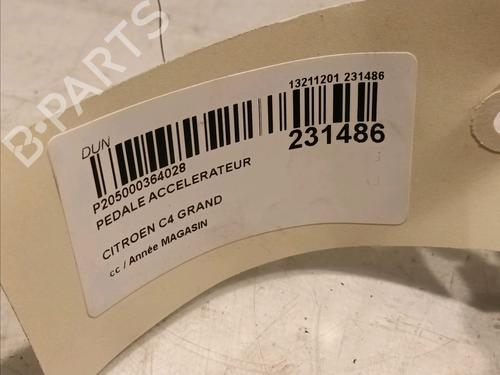 B-PARTS
13211201 231486
DUN
231486
P205000364028
PEDALE ACCELERATEUR
CITROEN C4 GRAND
cc / Année MAGASIN